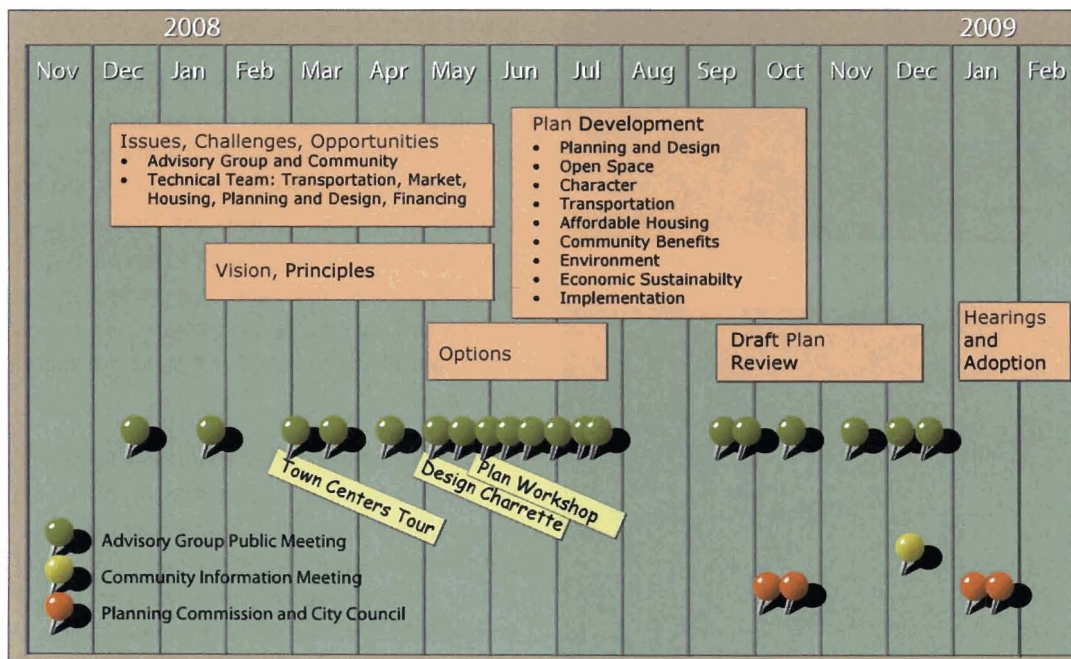 2008 2009
Nov Dec Jan Feb Mar Apr May Jun Jul Aug Sep Oct Nov Dec Jan Feb
Issues, Challenges, Opportunities
• Advisory Group and Community
• Technical Team: Transportation, Market,
Housing, Planning and Design, Financing
Plan Development
• Planning and Design
• Open Space
• Character
• Transportation
• Affordable Housing
• Community Benefits
• Environment
• Economic Sustainabilty
• Implementation
Vision, Principles
Options
Draft Plan
Review
Hearings
and
Adoption
Town Centers Tour
Design Charrette
Plan Workshop
Advisory Group Public Meeting
Community Information Meeting
Planning Commission and City Council